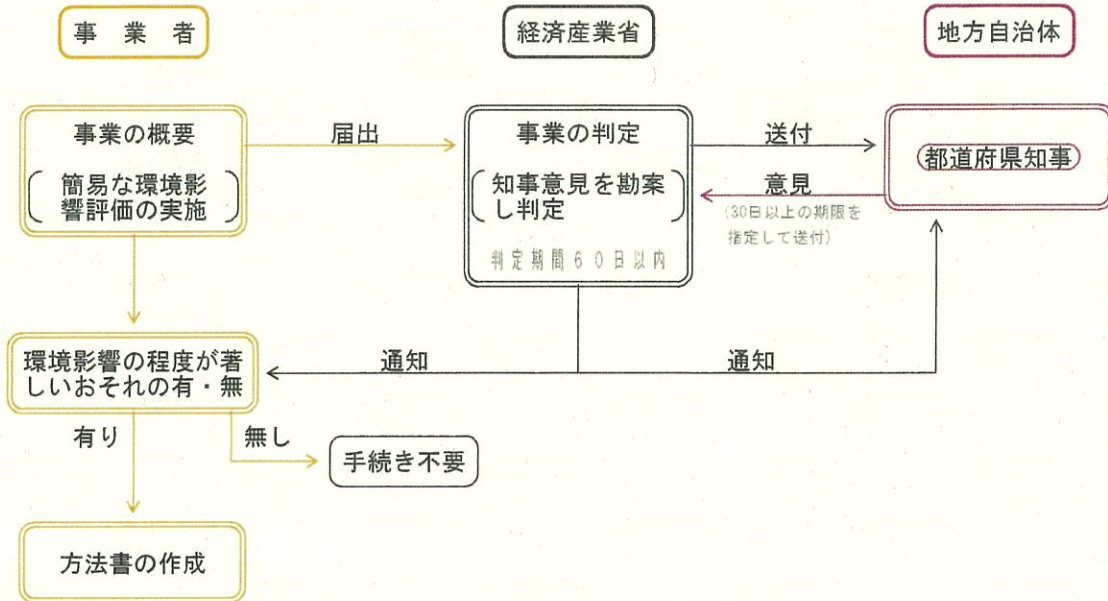 事業者
経済産業省
地方自治体
事業の概要
簡易な環境影
響評価の実施
届出
事業の判定
知事意見を勘案
し判定
判定期間60日以内
送付
意見
(30日以上の期限を
指定して送付)
都道府県知事
環境影響の程度が著
しいおそれの有・無
通知
通知
有り
無し
手続き不要
方法書の作成